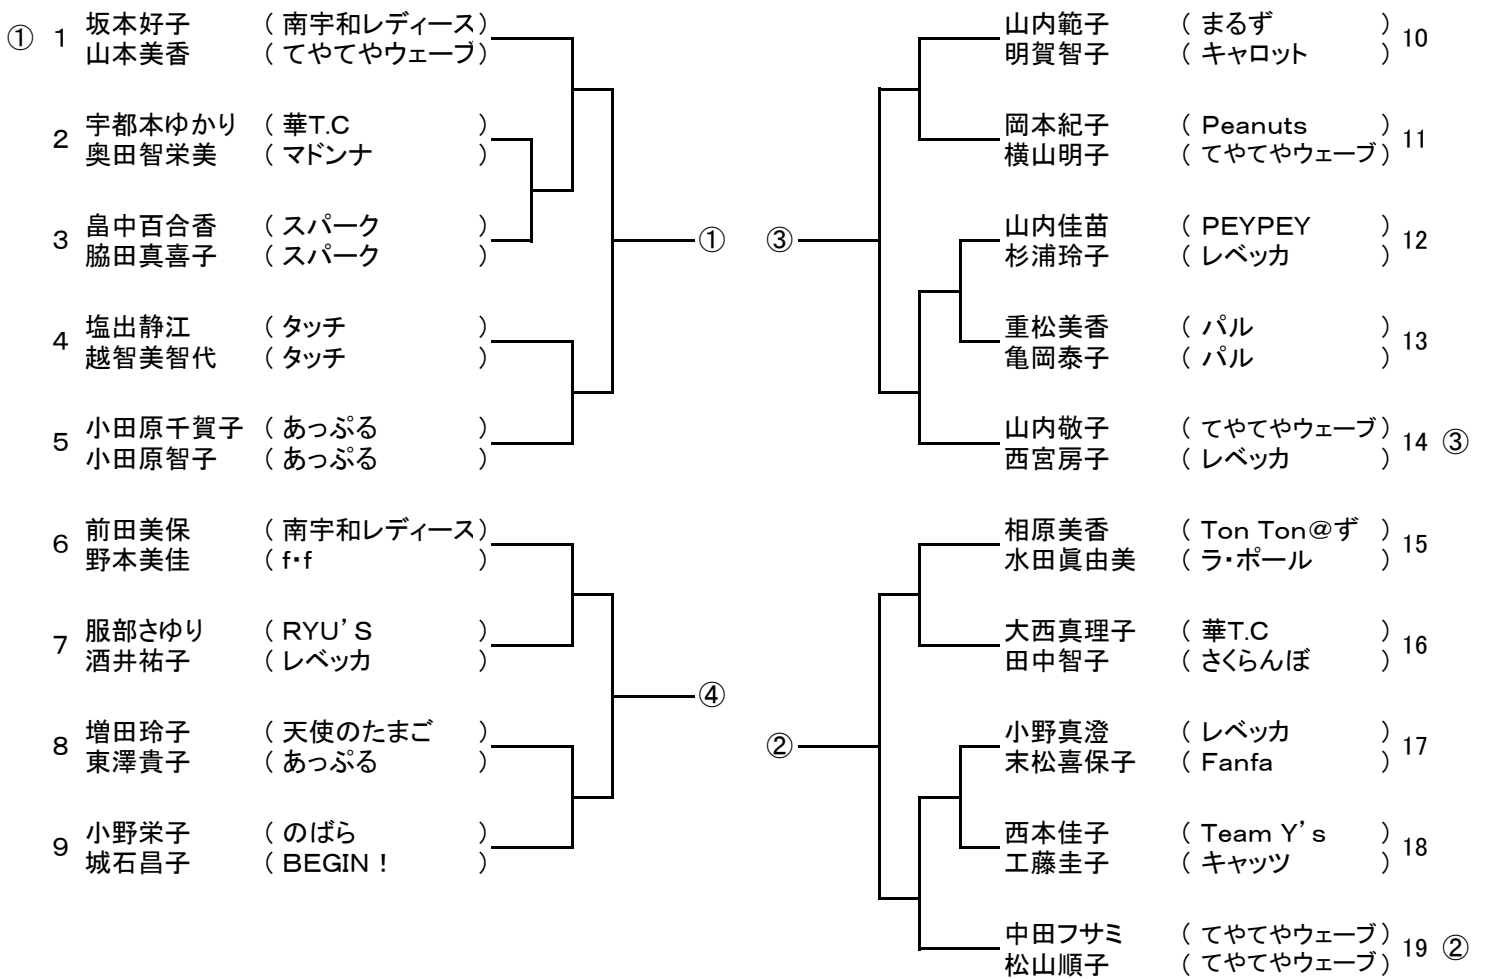 ① 1 坂本好子 ( 南宇和レディース)
山本美香 ( てやてやウェーブ)
2 宇都本ゆかり ( 華T.C )
奥田智栄美 ( マドンナ )
3 畠中百合香 ( スパーク )
脇田真喜子 ( スパーク )
①
4 塩出静江 ( タッチ )
越智美智代 ( タッチ )
5 小田原千賀子 ( あっぷる )
小田原智子 ( あっぷる )
6 前田美保 ( 南宇和レディース)
野本美佳 ( f・f )
7 服部さゆり ( RYU'S )
酒井祐子 ( レベッカ )
④
8 増田玲子 ( 天使のたまご )
東澤貴子 ( あっぷる )
9 小野栄子 ( のばら )
城石昌子 ( BEGIN! )
山内範子 ( まるず ) 10
明賀智子 ( キャロット )
岡本紀子 ( Peanuts ) 11
横山明子 ( てやてやウェーブ)
③
山内佳苗 ( PEYPEY ) 12
杉浦玲子 ( レベッカ )
重松美香 ( パル ) 13
亀岡泰子 ( パル )
山内敬子 ( てやてやウェーブ) 14 ③
西宮房子 ( レベッカ )
相原美香 ( Ton Ton@ず ) 15
水田眞由美 ( ラ・ポール )
大西真理子 ( 華T.C ) 16
田中智子 ( さくらんぼ )
②
小野真澄 ( レベッカ ) 17
末松喜保子 ( Fanfa )
西本佳子 ( Team Y's ) 18
工藤圭子 ( キャッツ )
中田フサミ ( てやてやウェーブ) 19 ②
松山順子 ( てやてやウェーブ)